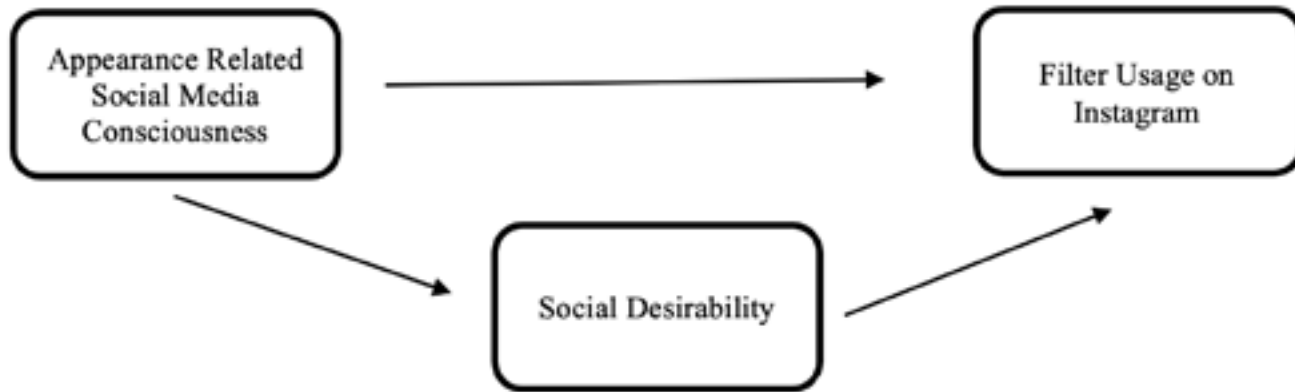 Appearance Related
Social Media
Consciousness
Filter Usage on
Instagram
Social Desirability